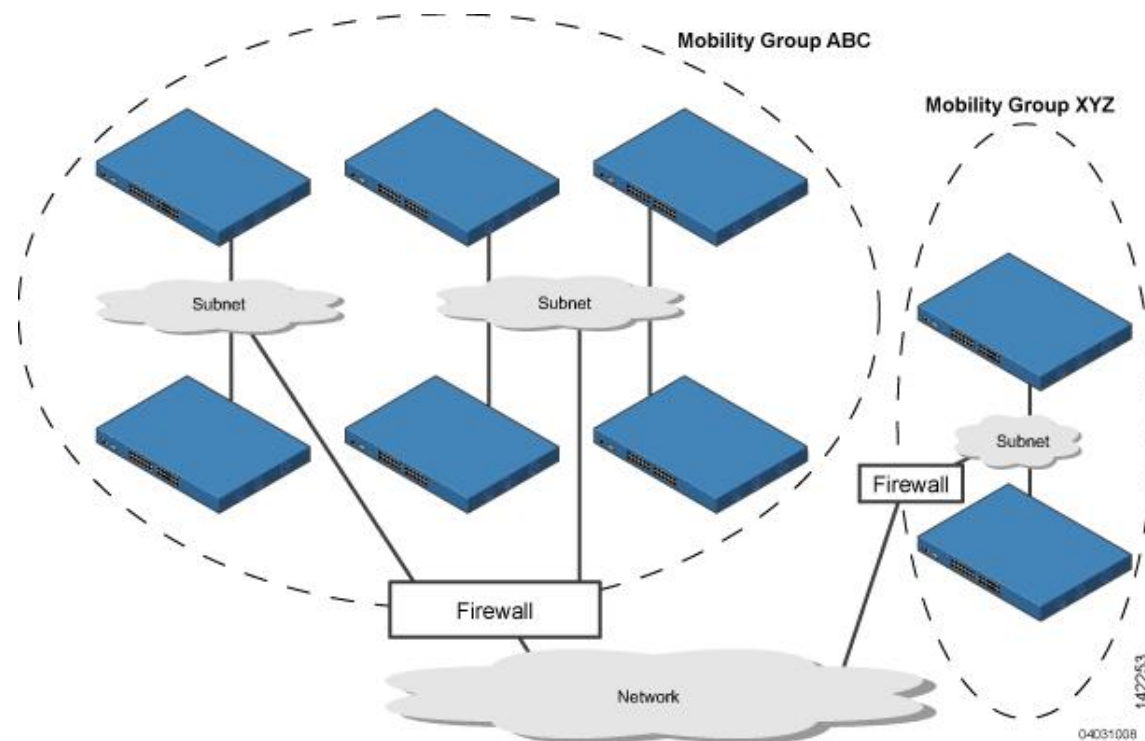 Mobility Group ABC
Mobility Group XYZ
Subnet
Subnet
Subnet
Firewall
Firewall
Network
142253
04031008